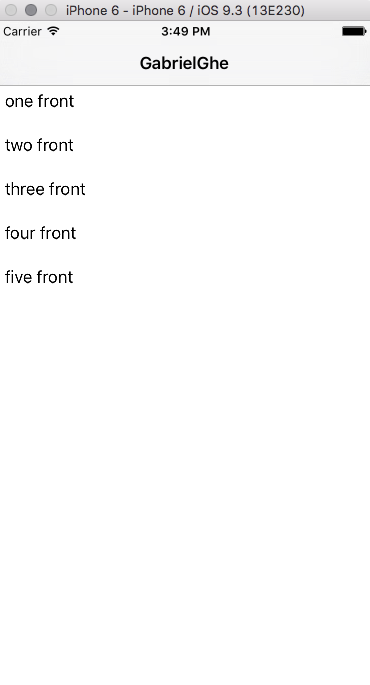 iPhone 6 - iPhone 6 / iOS 9.3 (13E230)
Carrier 3:49 PM
GabrielGhe
one front
two front
three front
four front
five front